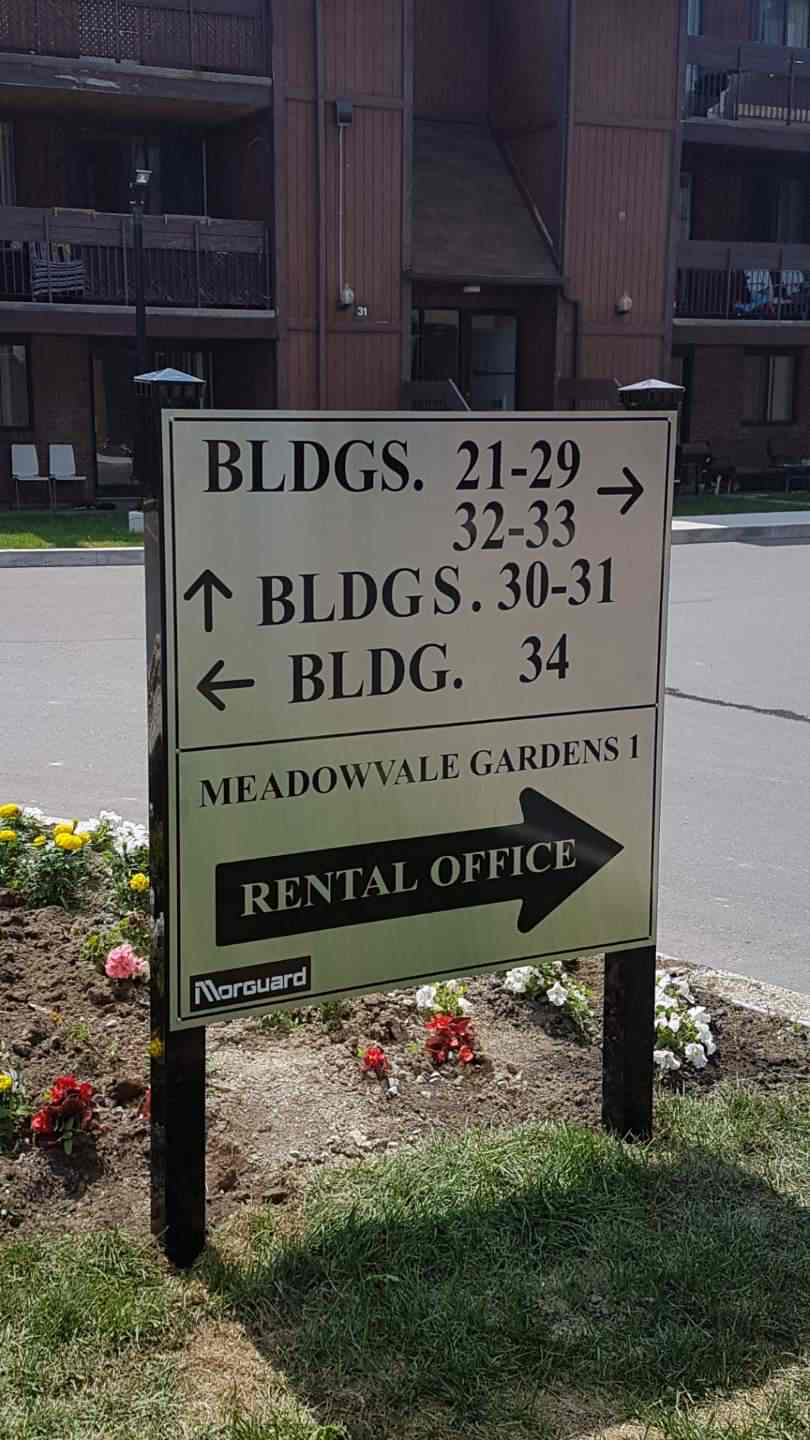 31
BLDGS. 21-29 →
32-33
↑ BLDGS. 30-31
← BLDG. 34
MEADOWVALE GARDENS 1
RENTAL OFFICE
MORGUARD